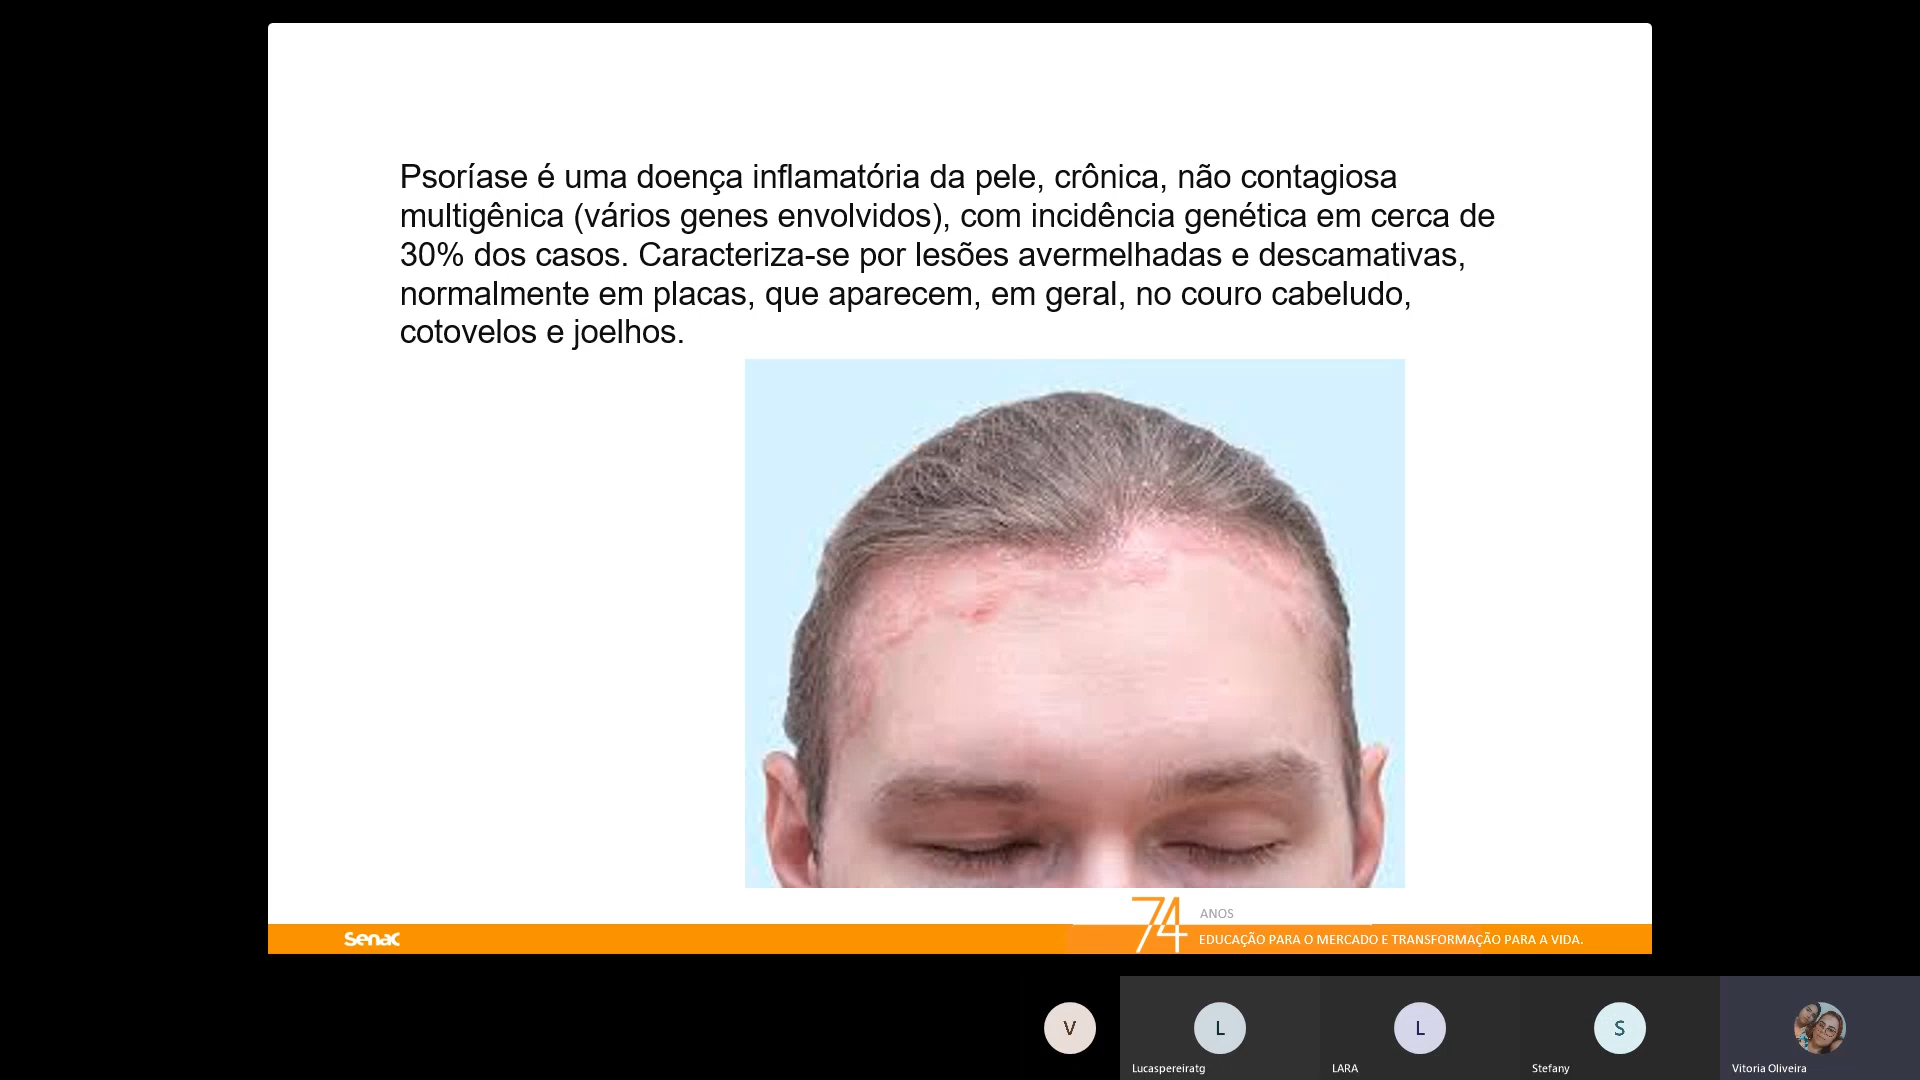 Psoríase é uma doença inflamatória da pele, crônica, não contagiosa
multigênica (vários genes envolvidos), com incidência genética em cerca de
30% dos casos. Caracteriza-se por lesões avermelhadas e descamativas,
normalmente em placas, que aparecem, em geral, no couro cabeludo,
cotovelos e joelhos.
74 ANOS
senac
EDUCAÇÃO PARA O MERCADO E TRANSFORMAÇÃO PARA A VIDA.
V
L
L
S
Lucaspereiratg
LARA
Stefany
Vitoria Oliveira